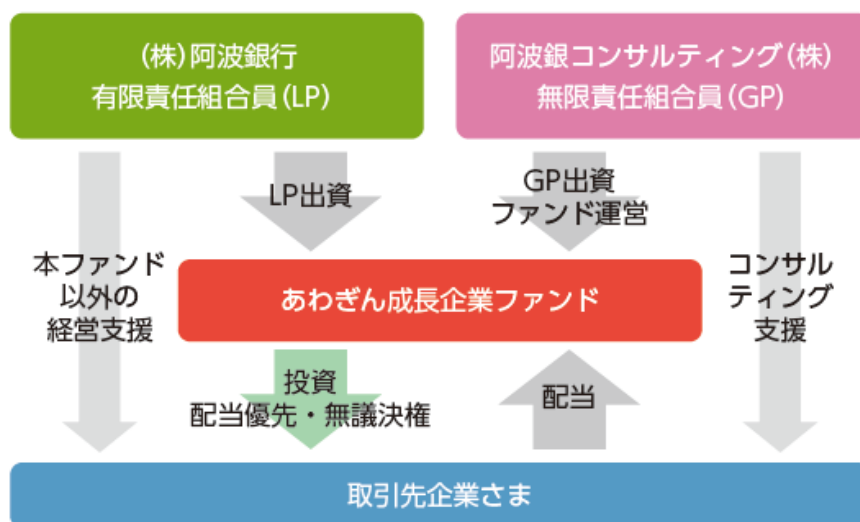 (株)阿波銀行
有限責任組合員(LP)
阿波銀コンサルティング(株)
無限責任組合員(GP)
LP出資
GP出資
ファンド運営
本ファンド
以外の
経営支援
あわぎん成長企業ファンド
コンサル
ティング
支援
投資
配当優先・無議決権
配当
取引先企業さま